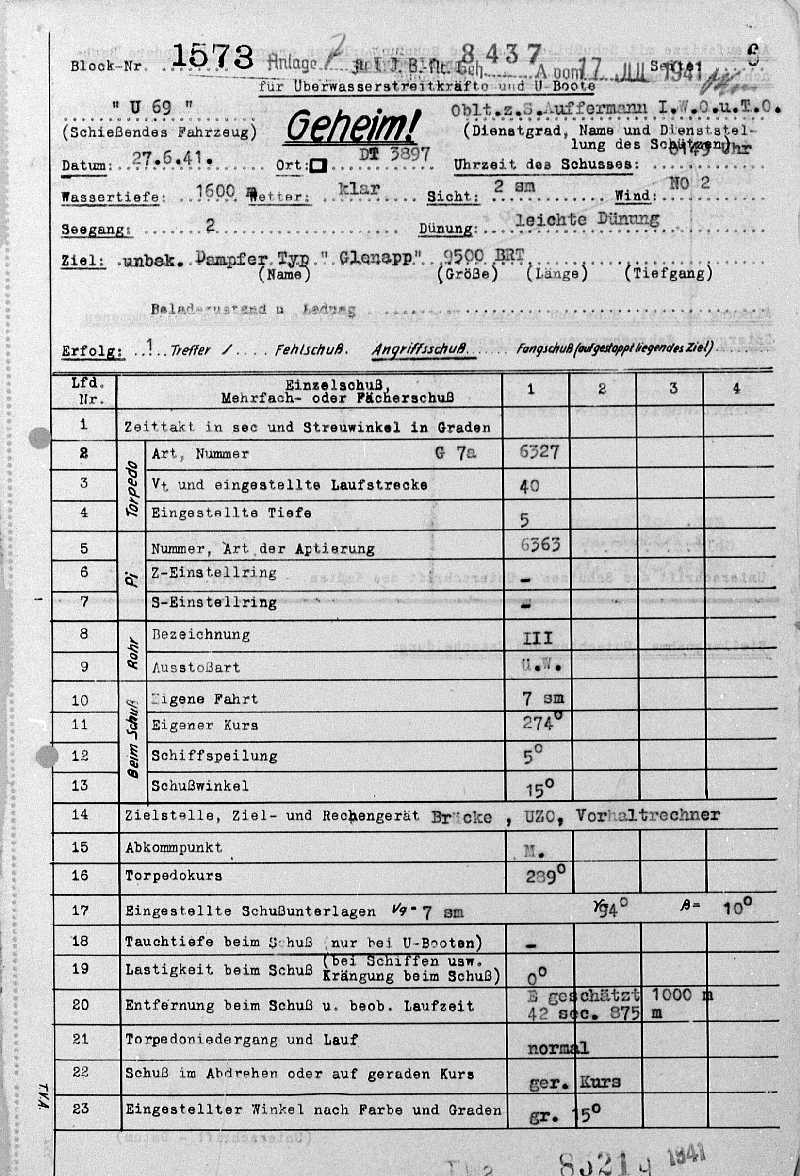 Block-Nr. 1573 Anlage 2 8437 A vom 17. JULI 1941
für Überwasserstreitkräfte und U-Boote
" U 69 " Geheim! Oblt.z.S. Auffermann I.W.O.u.T.O.
(Schießendes Fahrzeug) (Dienstgrad, Name und Dienststel-
lung des Schützen)
Datum: 27.6.41. Ort: DT 3897 Uhrzeit des Schusses: 0143 Uhr
Wassertiefe: 1600 m Wetter: klar Sicht: 2 sm Wind: NO 2
Seegang: 2 Dünung: leichte Dünung
Ziel: unbek. Dampfer Typ " Glenapp" 9500 BRT
(Name) (Größe) (Länge) (Tiefgang)
Beladezustand u Ladung
Erfolg: 1 Treffer / Fehlschuß. Angriffsschuß Fangschuß (auf gestoppt liegendes Ziel)
Lfd. Nr. Einzelschuß, Mehrfach- oder Fächerschuß 1 2 3 4
1 Zeittakt in sec und Streuwinkel in Graden
Torpedo
2 Art, Nummer G 7a 6327
3 Vt und eingestellte Laufstrecke 40
4 Eingestellte Tiefe 5
Pi
5 Nummer, Art der Aptierung 6363
6 Z-Einstellring -
7 S-Einstellring -
Rohr
8 Bezeichnung III
9 Ausstoßart u.W.
Beim Schuß
10 Eigene Fahrt 7 sm
11 Eigener Kurs 274°
12 Schiffspeilung 5°
13 Schußwinkel 15°
14 Zielstelle, Ziel- und Rechengerät Brücke , UZO, Vorhaltrechner
15 Abkommpunkt M.
16 Torpedokurs 289°
17 Eingestellte Schußunterlagen Vg = 7 sm γ 94° β = 10°
18 Tauchtiefe beim Schuß (nur bei U-Booten) -
19 Lastigkeit beim Schuß (bei Schiffen usw. Krängung beim Schuß) 0°
20 Entfernung beim Schuß u. beob. Laufzeit E geschätzt 1000 m
42 sec. 875 m
21 Torpedoniedergang und Lauf normal
22 Schuß im Abdrehen oder auf geraden Kurs ger. Kurs
23 Eingestellter Winkel nach Farbe und Graden gr. 15°
T.V.A.
1941